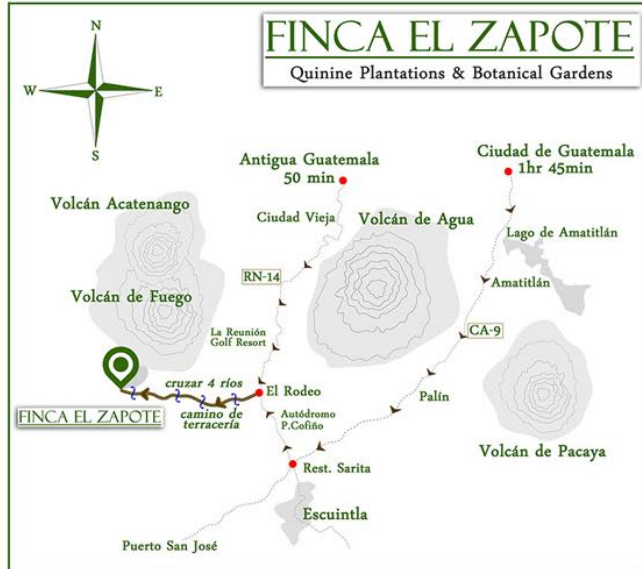 FINCA EL ZAPOTE
Quinine Plantations & Botanical Gardens
N
W
E
S
Antigua Guatemala
50 min
Ciudad de Guatemala
1hr 45min
Volcán Acatenango
Ciudad Vieja
Volcán de Agua
Lago de Amatitlán
RN-14
Amatitlán
Volcán de Fuego
CA-9
La Reunión
Golf Resort
cruzar 4 ríos
El Rodeo
Palín
FINCA EL ZAPOTE
camino de
terracería
Autódromo
P.Cofiño
Volcán de Pacaya
Rest. Sarita
Escuintla
Puerto San José